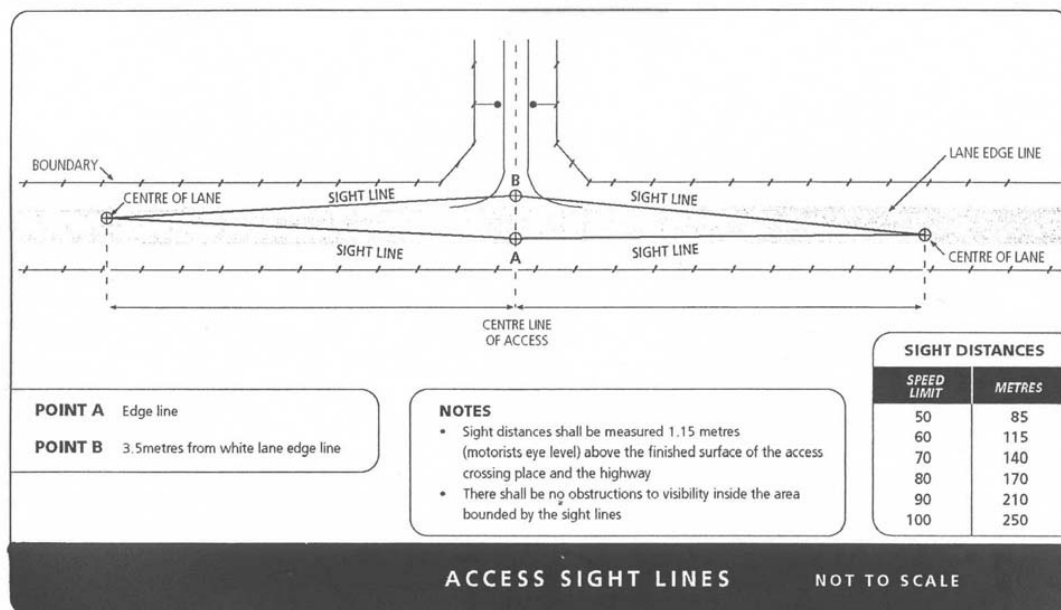 BOUNDARY
B
LANE EDGE LINE
CENTRE OF LANE
SIGHT LINE
SIGHT LINE
SIGHT LINE
A
SIGHT LINE
CENTRE OF LANE
CENTRE LINE
OF ACCESS
POINT A Edge line
POINT B 3.5metres from white lane edge line
NOTES
• Sight distances shall be measured 1.15 metres
(motorists eye level) above the finished surface of the access
crossing place and the highway
• There shall be no obstructions to visibility inside the area
bounded by the sight lines
SIGHT DISTANCES
SPEED
LIMIT METRES
50 85
60 115
70 140
80 170
90 210
100 250
ACCESS SIGHT LINES NOT TO SCALE